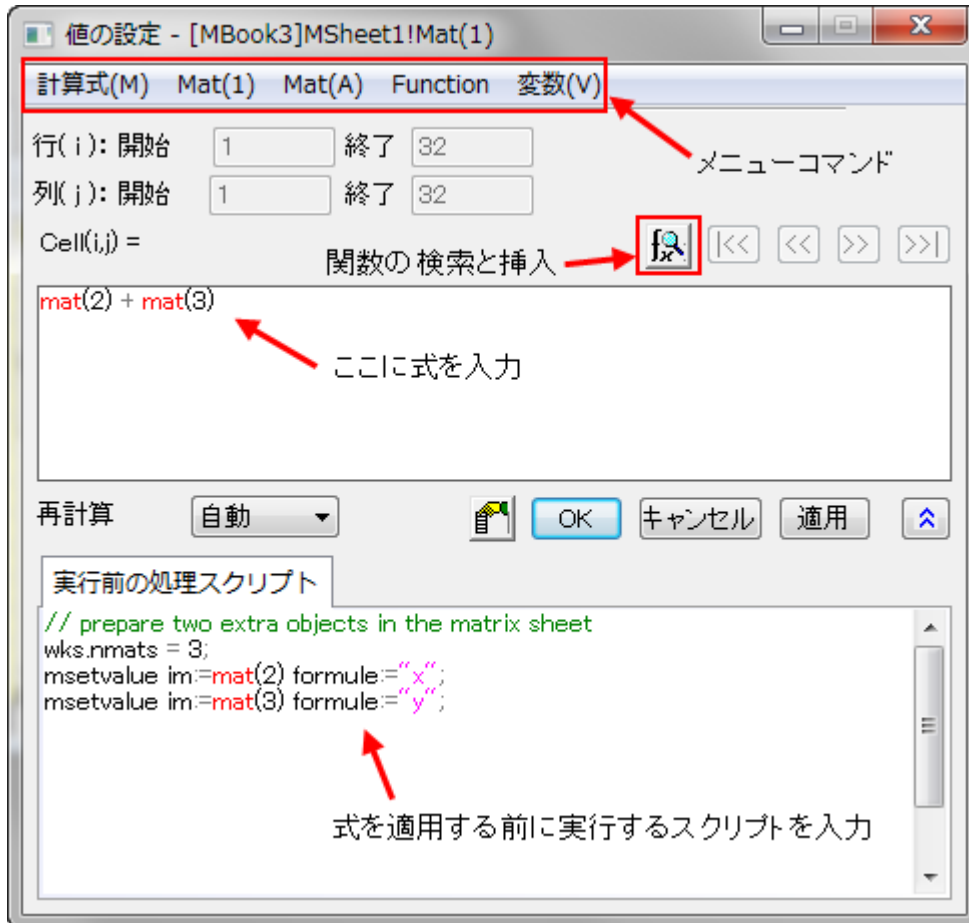 値の設定 - [MBook3]MSheet1!Mat(1)
計算式(M) Mat(1) Mat(A) Function 変数(V)
メニューコマンド
行(i): 開始 1 終了 32
列(j): 開始 1 終了 32
Cell(i,j) =
関数の検索と挿入
|<< << >> >>|
mat(2) + mat(3)
ここに式を入力
再計算 自動 OK キャンセル 適用
実行前の処理スクリプト
// prepare two extra objects in the matrix sheet
wks.nmats = 3;
msetvalue im:=mat(2) formule:="x";
msetvalue im:=mat(3) formule:="y";
式を適用する前に実行するスクリプトを入力